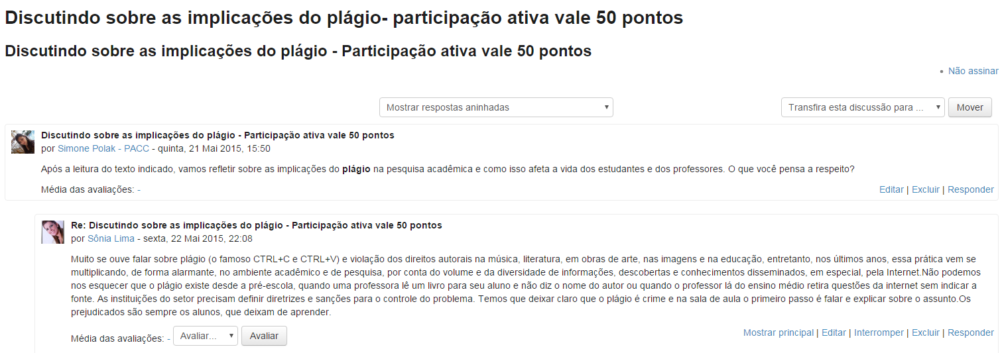 Discutindo sobre as implicações do plágio- participação ativa vale 50 pontos
Discutindo sobre as implicações do plágio - Participação ativa vale 50 pontos
Não assinar
Mostrar respostas aninhadas
Transfira esta discussão para ...
Mover
Discutindo sobre as implicações do plágio - Participação ativa vale 50 pontos
por Simone Polak - PACC - quinta, 21 Mai 2015, 15:50
Após a leitura do texto indicado, vamos refletir sobre as implicações do plágio na pesquisa acadêmica e como isso afeta a vida dos estudantes e dos professores. O que você pensa a respeito?
Média das avaliações: -
Editar | Excluir | Responder
Re: Discutindo sobre as implicações do plágio - Participação ativa vale 50 pontos
por Sônia Lima - sexta, 22 Mai 2015, 22:08
Muito se ouve falar sobre plágio (o famoso CTRL+C e CTRL+V) e violação dos direitos autorais na música, literatura, em obras de arte, nas imagens e na educação, entretanto, nos últimos anos, essa prática vem se
multiplicando, de forma alarmante, no ambiente acadêmico e de pesquisa, por conta do volume e da diversidade de informações, descobertas e conhecimentos disseminados, em especial, pela Internet.Não podemos
nos esquecer que o plágio existe desde a pré-escola, quando uma professora lê um livro para seu aluno e não diz o nome do autor ou quando o professor lá do ensino médio retira questões da internet sem indicar a
fonte. As instituições do setor precisam definir diretrizes e sanções para o controle do problema. Temos que deixar claro que o plágio é crime e na sala de aula o primeiro passo é falar e explicar sobre o assunto.Os
prejudicados são sempre os alunos, que deixam de aprender.
Média das avaliações: - Avaliar... Avaliar
Mostrar principal | Editar | Interromper | Excluir | Responder